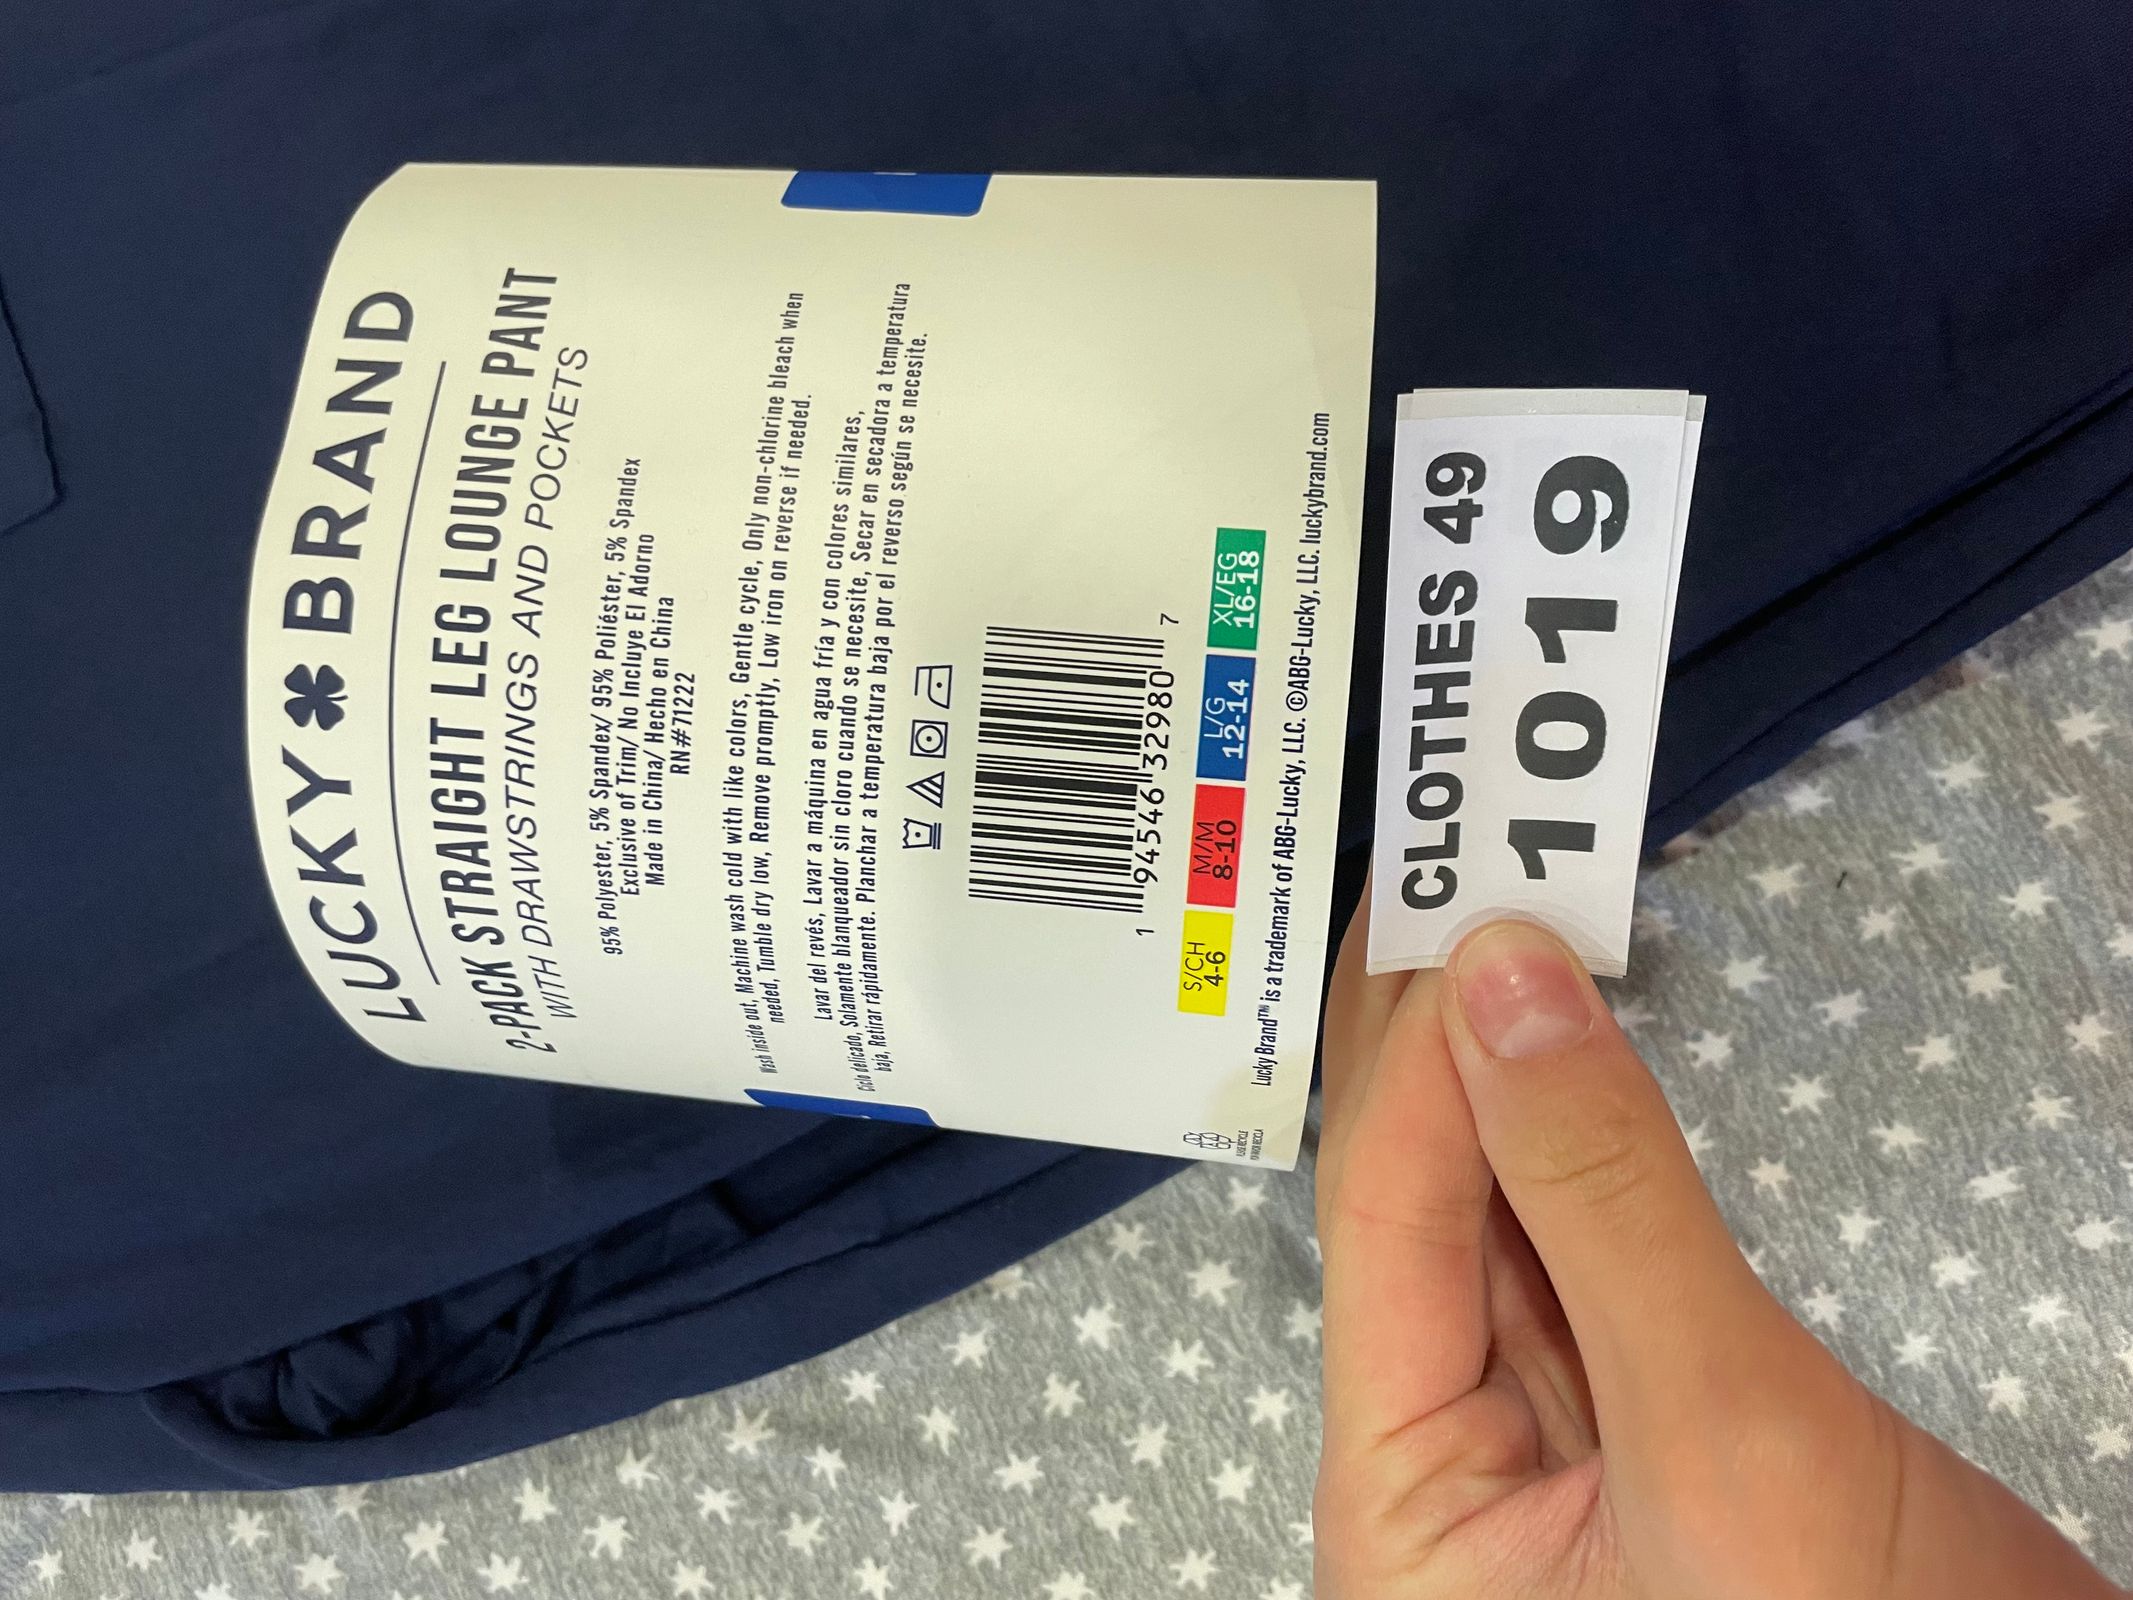 LUCKY BRAND
2-PACK STRAIGHT LEG LOUNGE PANT
WITH DRAWSTRINGS AND POCKETS
95% Polyester, 5% Spandex/ 95% Poliéster, 5% Spandex
Exclusive of Trim/ No Incluye El Adorno
Made in China/ Hecho en China
RN#71222
Wash inside out, Machine wash cold with like colors, Gentle cycle, Only non-chlorine bleach when
needed, Tumble dry low, Remove promptly, Low iron on reverse if needed.
Lavar del revés, Lavar a máquina en agua fría y con colores similares,
Ciclo delicado, Solamente blanqueador sin cloro cuando se necesite, Secar en secadora a temperatura
baja, Retirar rápidamente. Planchar a temperatura baja por el reverso según se necesite.
1 94546 32980 7
S/CH M/M L/G XL/EG
4-6 8-10 12-14 16-18
Lucky Brand™ is a trademark of ABG-Lucky, LLC. ©ABG-Lucky, LLC. luckybrand.com
CLOTHES 49
1019